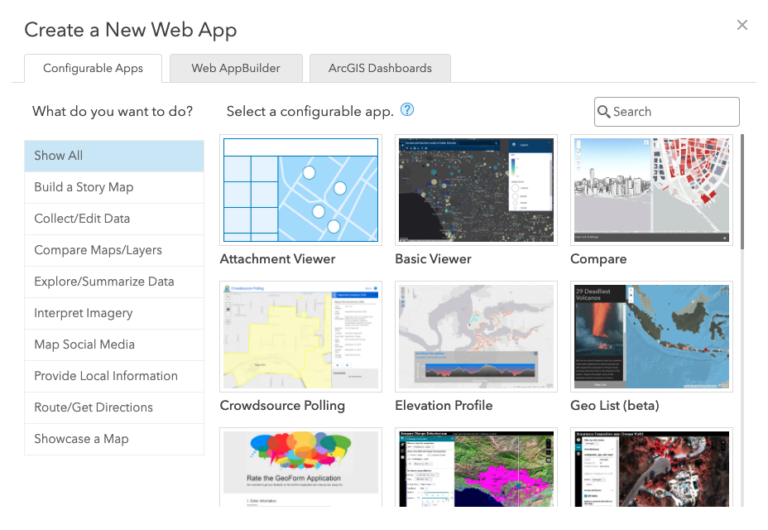 Create a New Web App
×
Configurable Apps
Web AppBuilder
ArcGIS Dashboards
What do you want to do?
Select a configurable app. ?
Search
Show All
Build a Story Map
Collect/Edit Data
Compare Maps/Layers
Explore/Summarize Data
Interpret Imagery
Map Social Media
Provide Local Information
Route/Get Directions
Showcase a Map
Attachment Viewer
Basic Viewer
Compare
Crowdsource Polling
29 Deadliest
Volcanos
Crowdsource Polling
Elevation Profile
Geo List (beta)
Rate the GeoForm Application